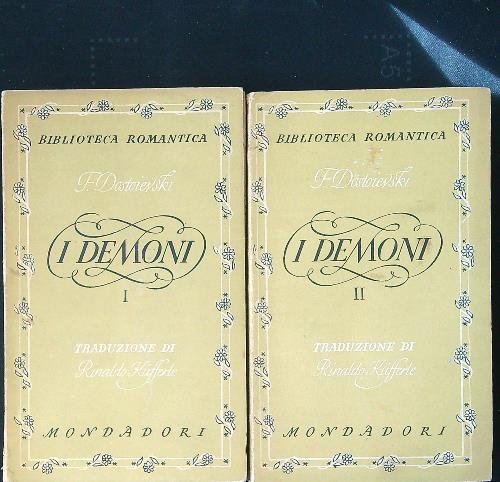 A5
BIBLIOTECA ROMANTICA
F. Dostoievski
I DEMONI
I
TRADUZIONE DI
Rinaldo Küfferle
MONDADORI
BIBLIOTECA ROMANTICA
F. Dostoievski
I DEMONI
II
TRADUZIONE DI
Rinaldo Küfferle
MONDADORI